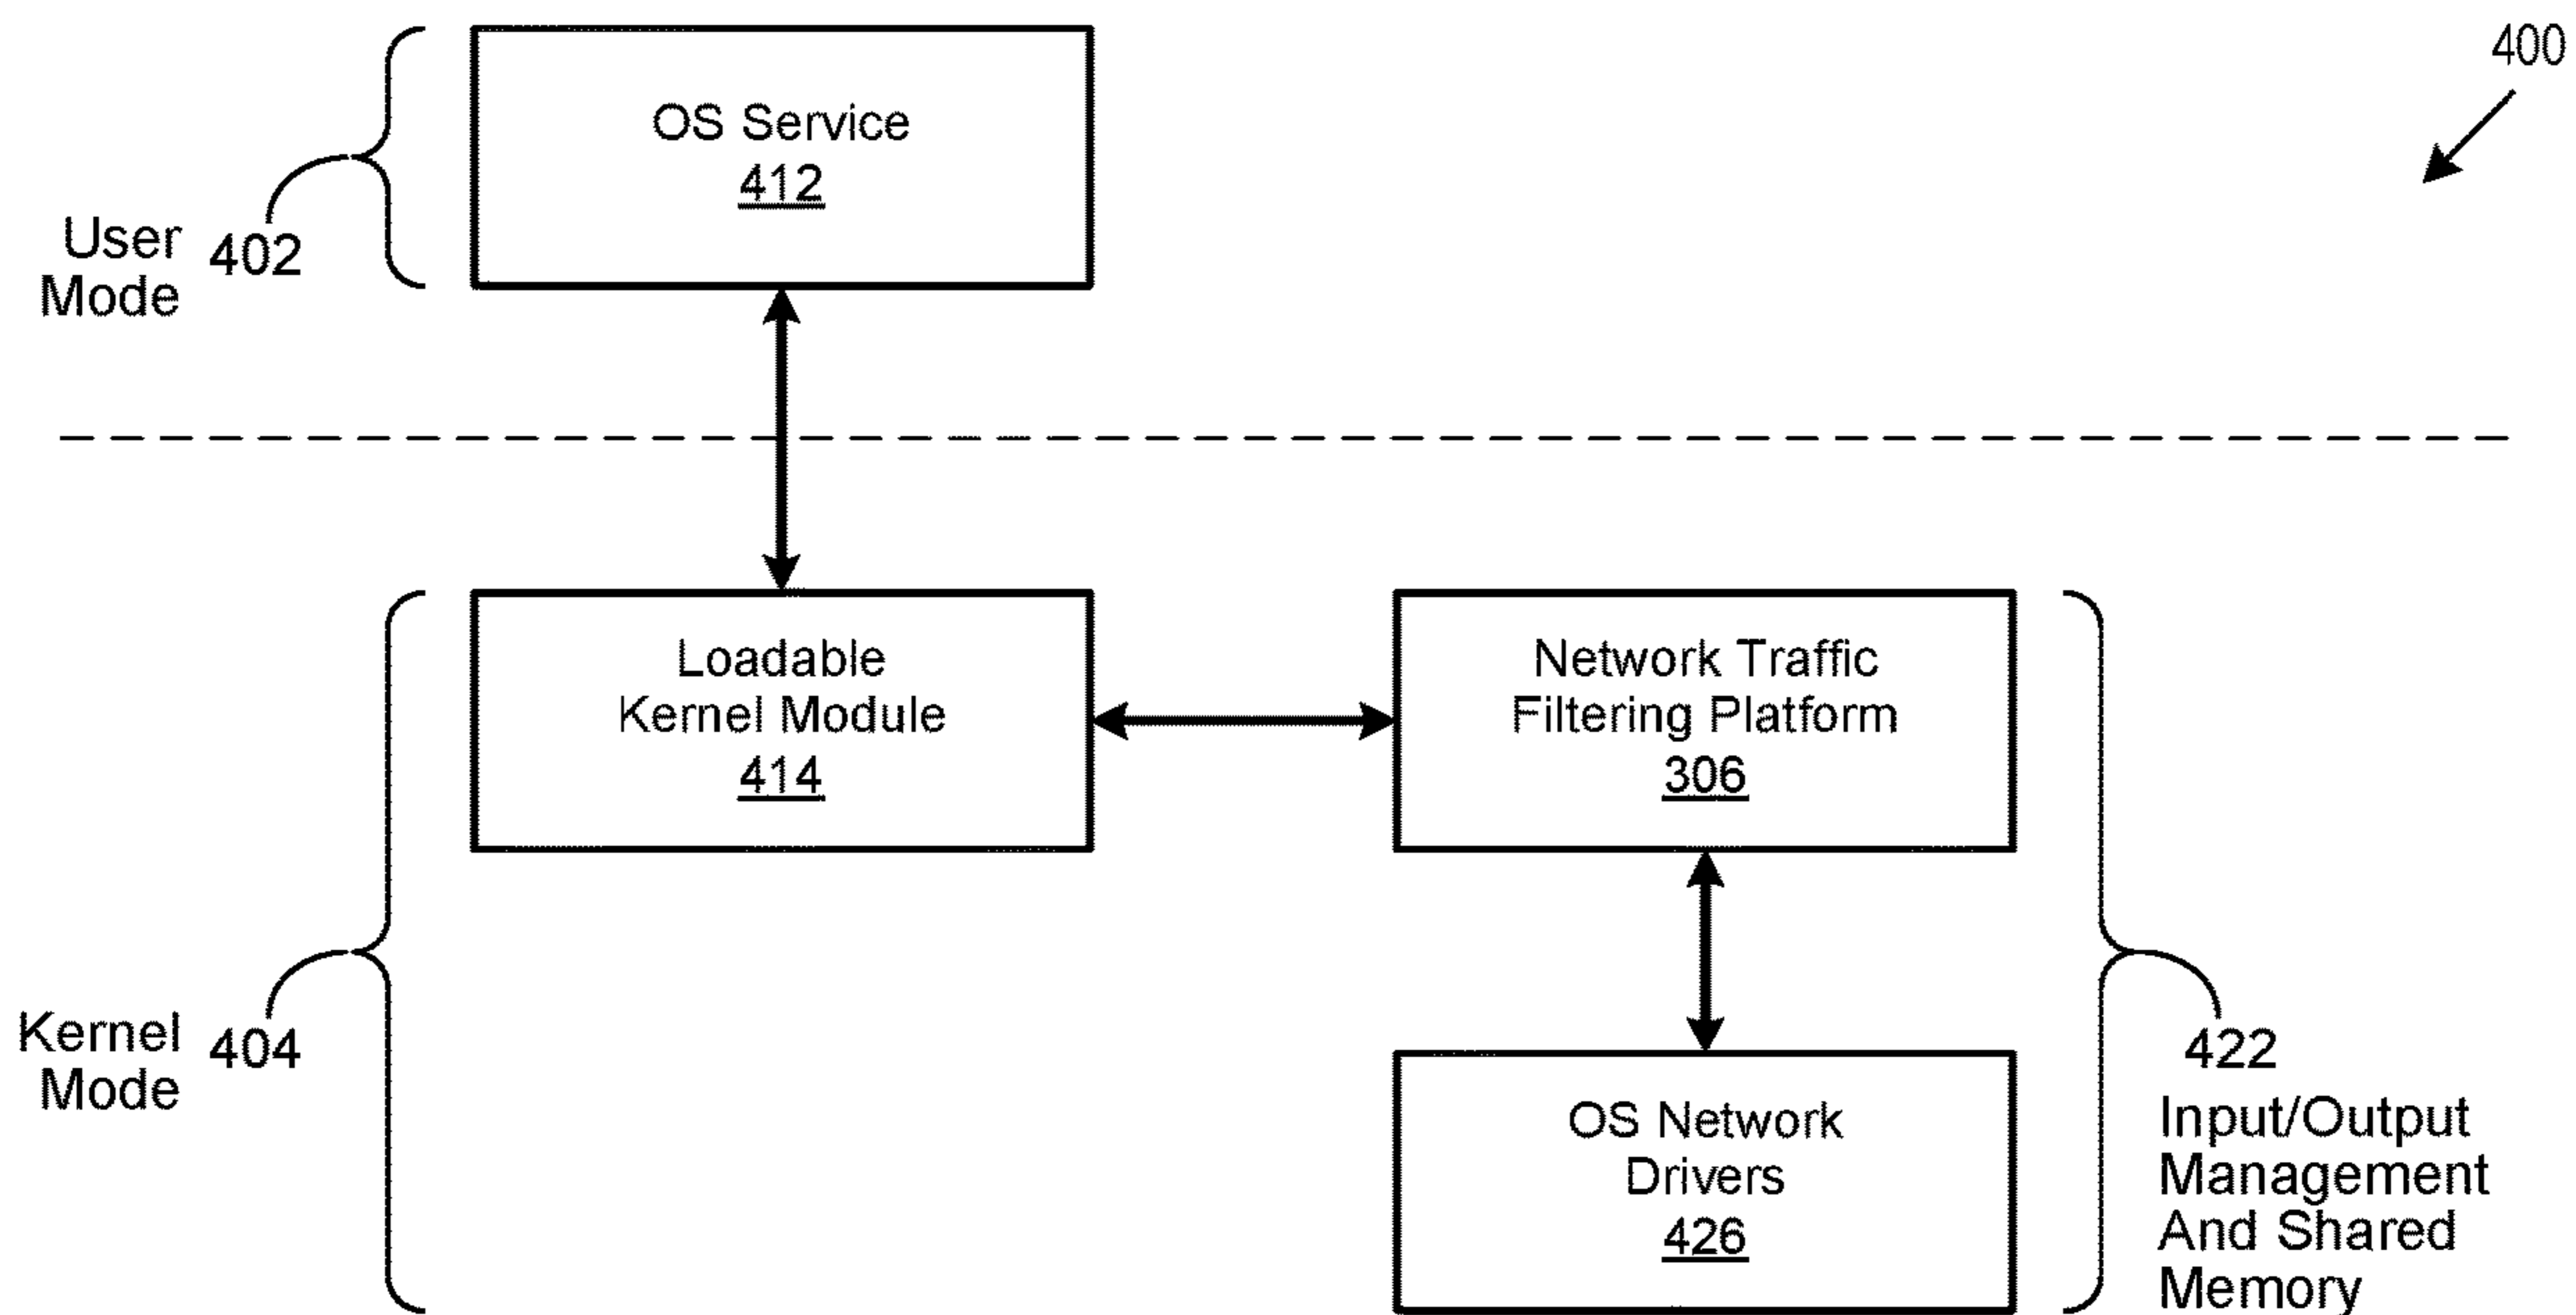 400
OS Service
412
User
Mode
402
Loadable
Kernel Module
414
Network Traffic
Filtering Platform
306
Kernel
Mode
404
OS Network
Drivers
426
422
Input/Output
Management
And Shared
Memory